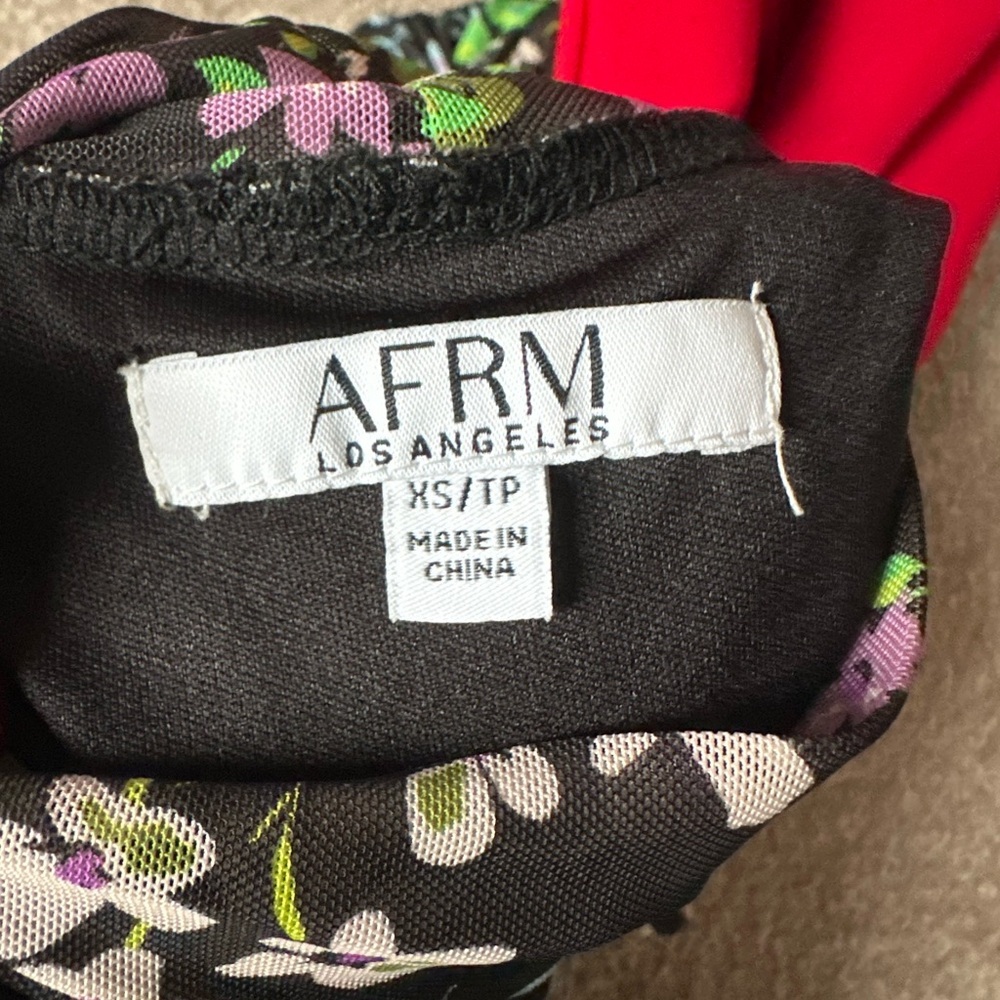 AFRM
LOS ANGELES
XS/TP
MADE IN
CHINA